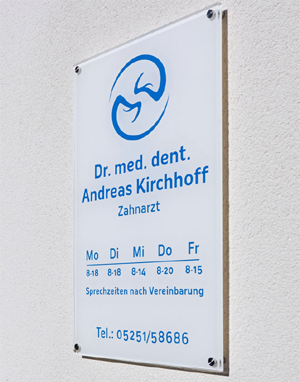 Dr. med. dent.
Andreas Kirchhoff
Zahnarzt
Mo Di Mi Do Fr
8-18 8-18 8-14 8-20 8-15
Sprechzeiten nach Vereinbarung
Tel.: 05251/58686